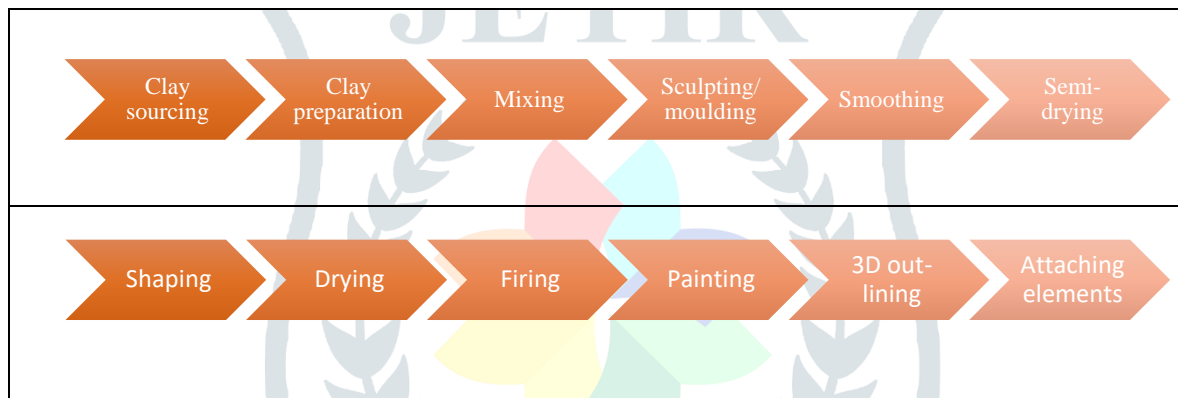 JETIR
Clay
sourcing
Clay
preparation
Mixing
Sculpting/
moulding
Smoothing
Semi-
drying
Shaping
Drying
Firing
Painting
3D out-
lining
Attaching
elements